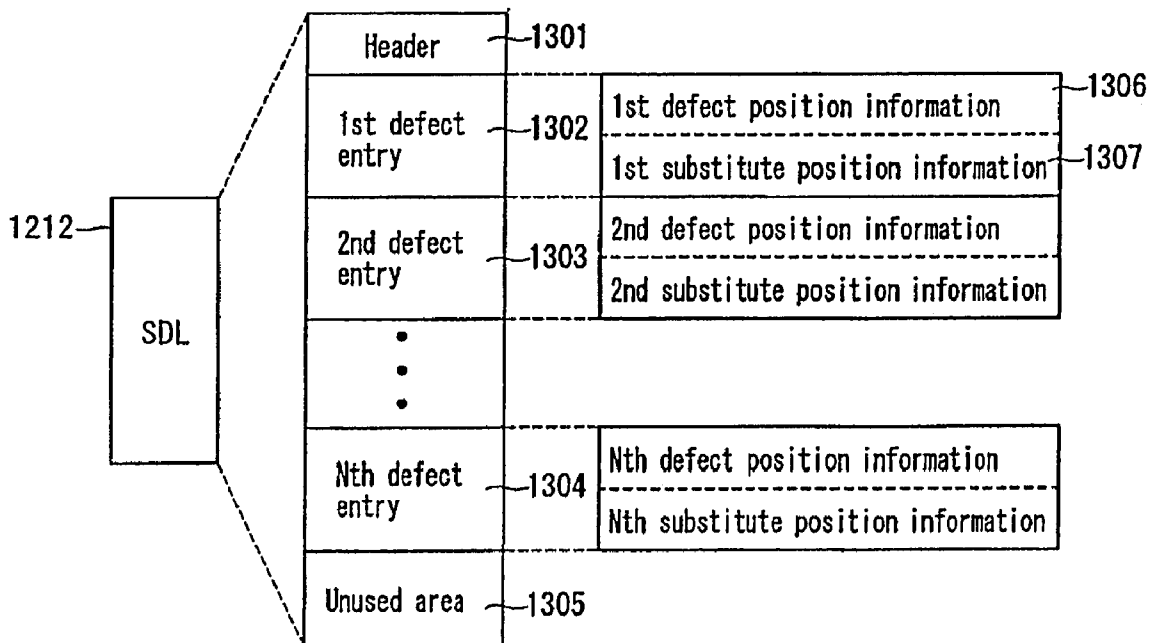 Header
1301
1306
1st defect position information
1st defect
entry
1302
1st substitute position information
1307
1212
2nd defect
entry
1303
2nd defect position information
2nd substitute position information
SDL
Nth defect
entry
1304
Nth defect position information
Nth substitute position information
Unused area
1305